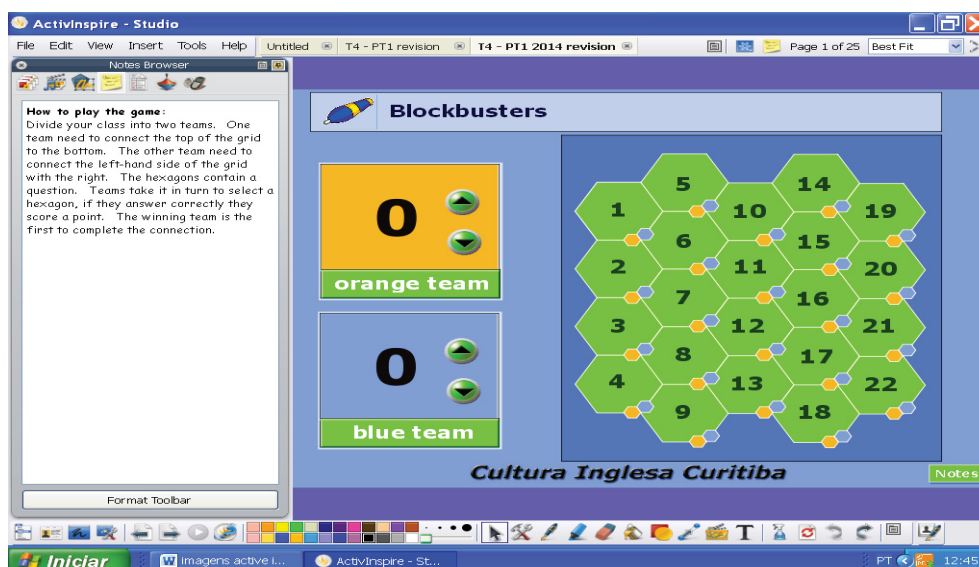 ActivInspire - Studio
File Edit View Insert Tools Help
Untitled
T4 - PT1 revision
T4 - PT1 2014 revision
Page 1 of 25
Best Fit
Notes Browser
How to play the game:
Divide your class into two teams. One
team need to connect the top of the grid
to the bottom. The other team need to
connect the left-hand side of the grid
with the right. The hexagons contain a
question. Teams take it in turn to select a
hexagon, if they answer correctly they
score a point. The winning team is the
first to complete the connection.
Format Toolbar
Blockbusters
0
orange team
0
blue team
1
2
3
4
5
6
7
8
9
10
11
12
13
14
15
16
17
18
19
20
21
22
Cultura Inglesa Curitiba
Notes
Iniciar
imagens active i...
ActivInspire - St...
PT
12:45